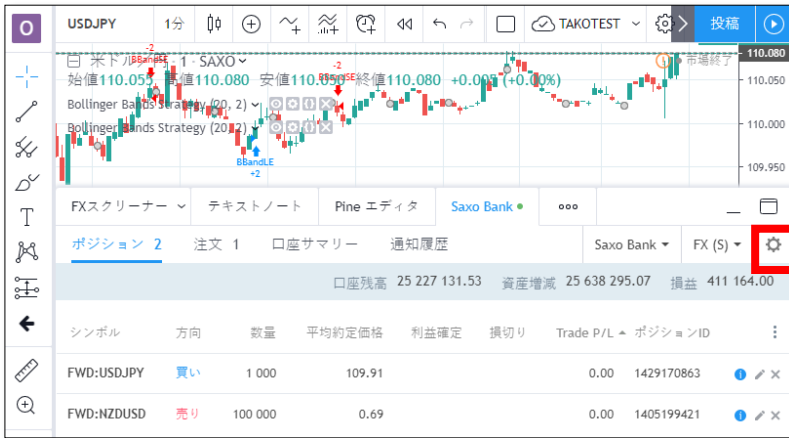 O USDJPY 1分 TAKOTEST 投稿
-2
BBandSE
米ドル/円 · 1 · SAXO 市場終了 110.080
-2
BBandSE
始値110.055 高値110.080 安値110.050 終値110.080 +0.005 (+0.00%) 110.050
Bollinger Bands Strategy (20, 2)
Bollinger Bands Strategy (20, 2) 110.000
BBandLE
+2
109.950
FXスクリーナー テキストノート Pine エディタ Saxo Bank
ポジション 2 注文 1 口座サマリー 通知履歴 Saxo Bank FX (S)
口座残高 25 227 131.53 資産増減 25 638 295.07 損益 411 164.00
シンボル 方向 数量 平均約定価格 利益確定 損切り Trade P/L ポジションID
FWD:USDJPY 買い 1 000 109.91 0.00 1429170863
FWD:NZDUSD 売り 100 000 0.69 0.00 1405199421